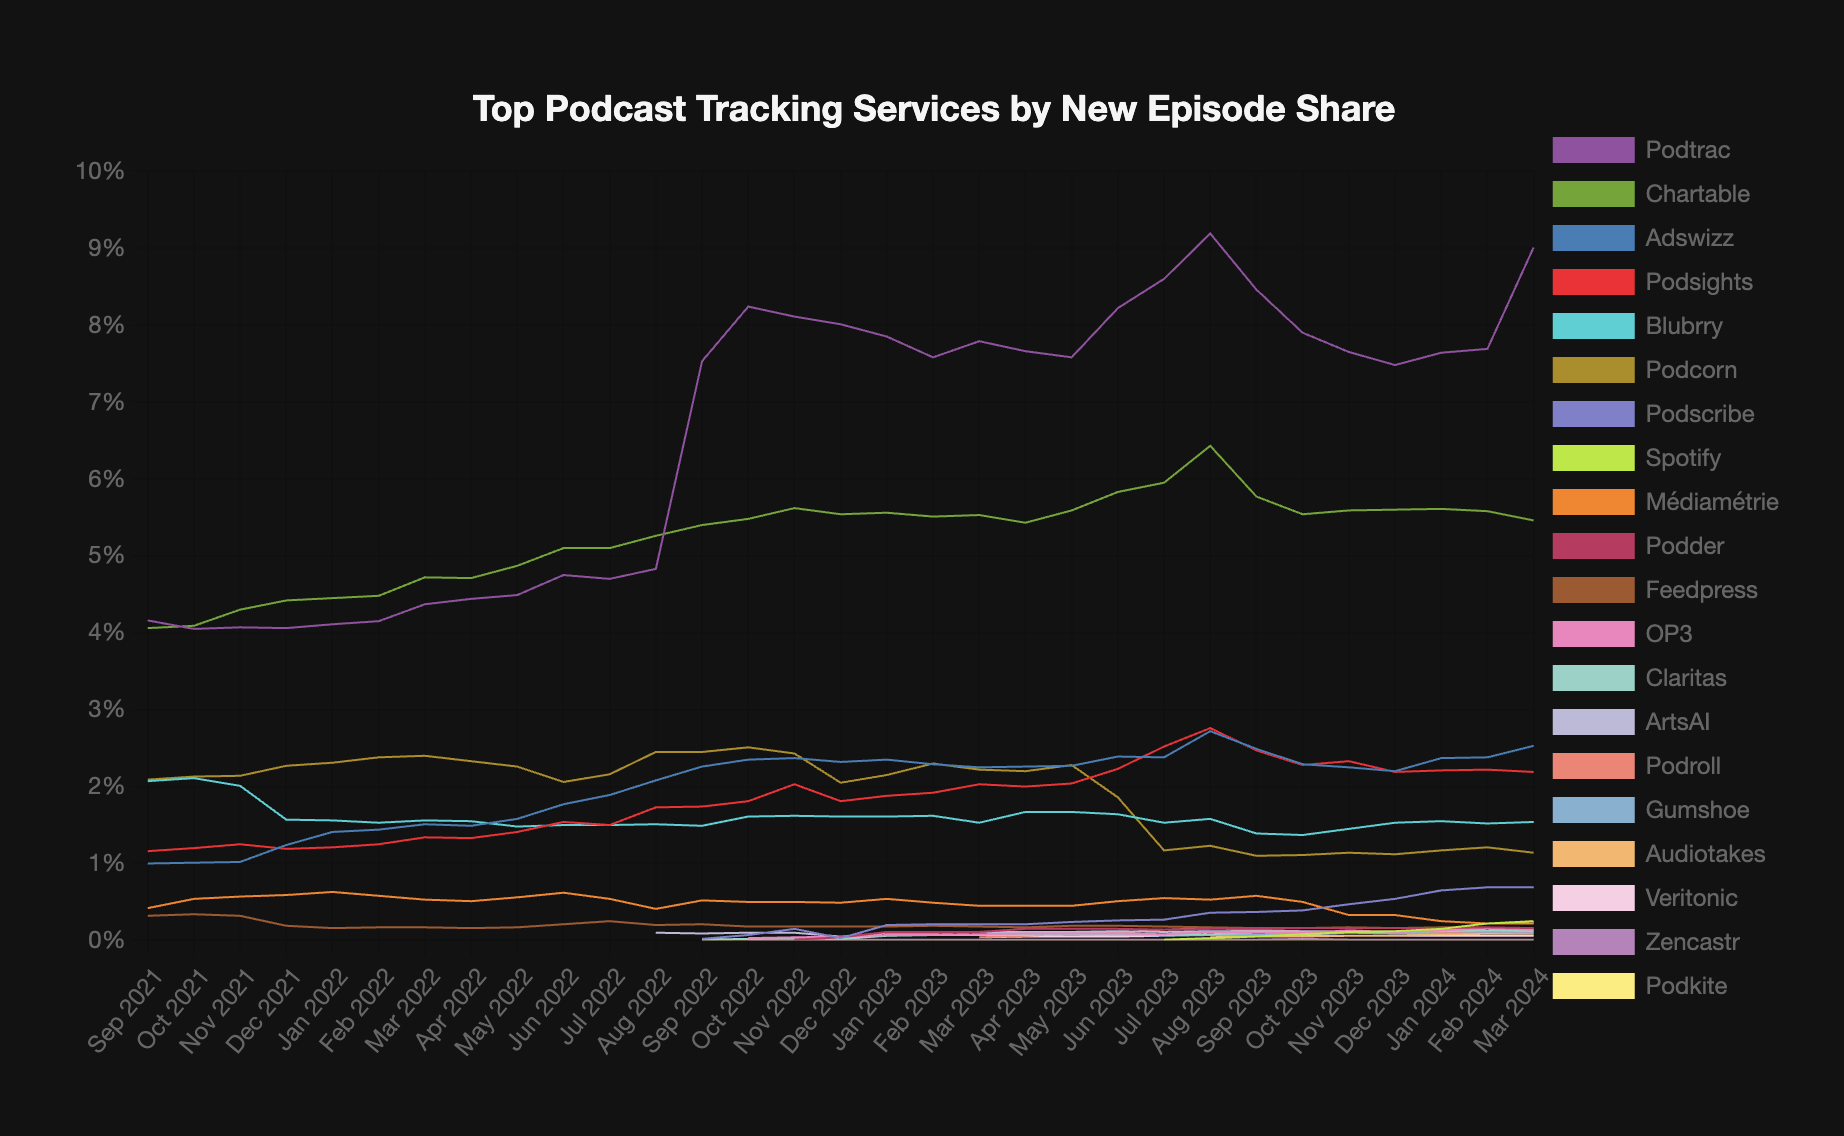 Top Podcast Tracking Services by New Episode Share
10%
9%
8%
7%
6%
5%
4%
3%
2%
1%
0%
Sep 2021
Oct 2021
Nov 2021
Dec 2021
Jan 2022
Feb 2022
Mar 2022
Apr 2022
May 2022
Jun 2022
Jul 2022
Aug 2022
Sep 2022
Oct 2022
Nov 2022
Dec 2022
Jan 2023
Feb 2023
Mar 2023
Apr 2023
May 2023
Jun 2023
Jul 2023
Aug 2023
Sep 2023
Oct 2023
Nov 2023
Dec 2023
Jan 2024
Feb 2024
Mar 2024
Podtrac
Chartable
Adswizz
Podsights
Blubrry
Podcorn
Podscribe
Spotify
Médiamétrie
Podder
Feedpress
OP3
Claritas
ArtsAI
Podroll
Gumshoe
Audiotakes
Veritonic
Zencastr
Podkite